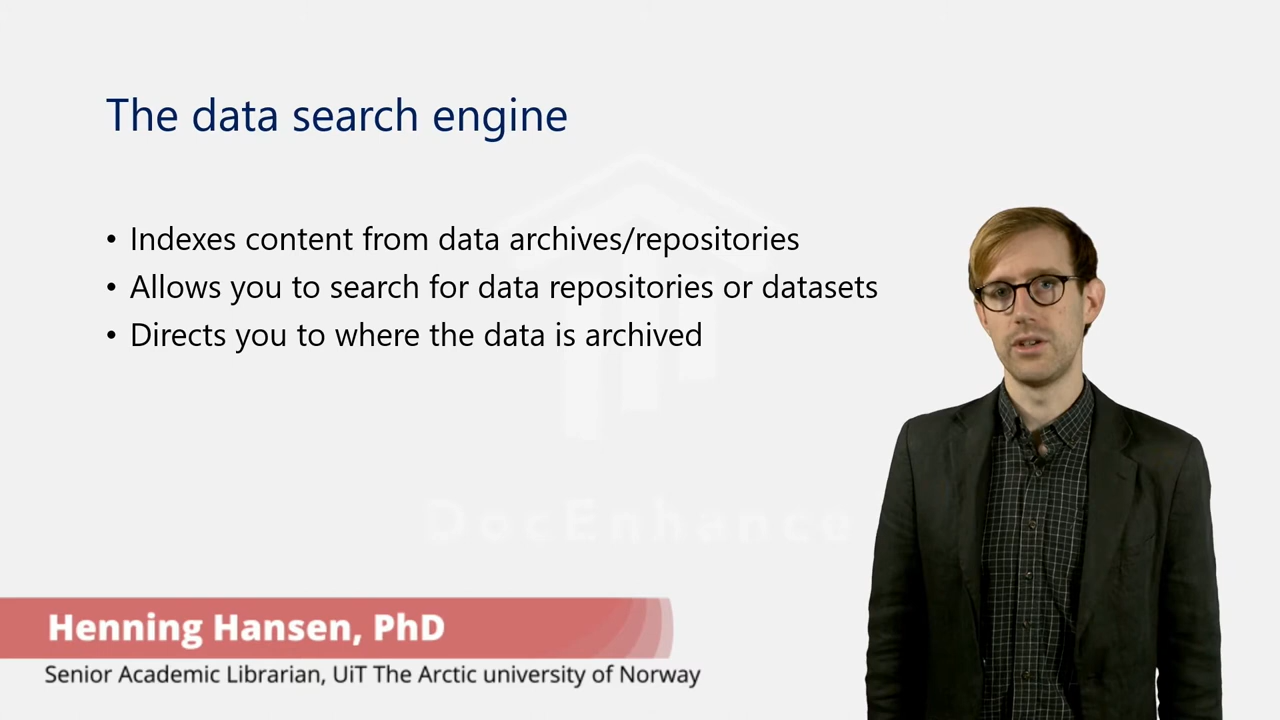 The data search engine
• Indexes content from data archives/repositories
• Allows you to search for data repositories or datasets
• Directs you to where the data is archived
DocEnhance
Henning Hansen, PhD
Senior Academic Librarian, UiT The Arctic university of Norway